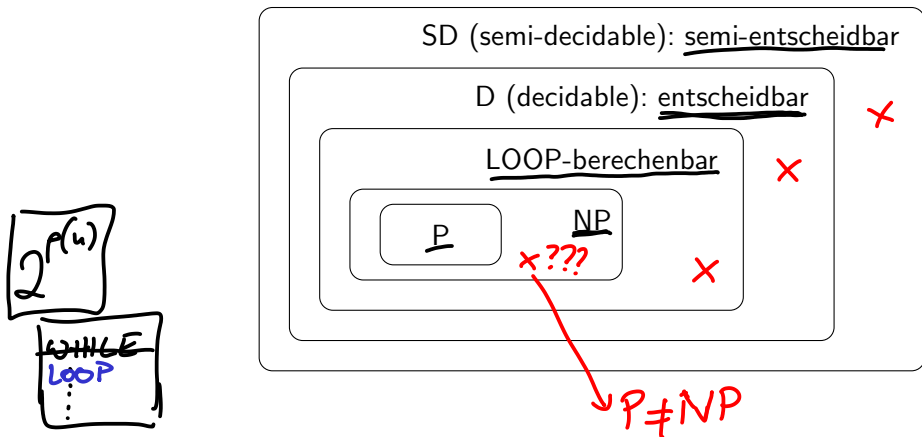 SD (semi-decidable): semi-entscheidbar
D (decidable): entscheidbar
LOOP-berechenbar
P
NP
×???
2^p(n)
WHILE
LOOP
P≠NP